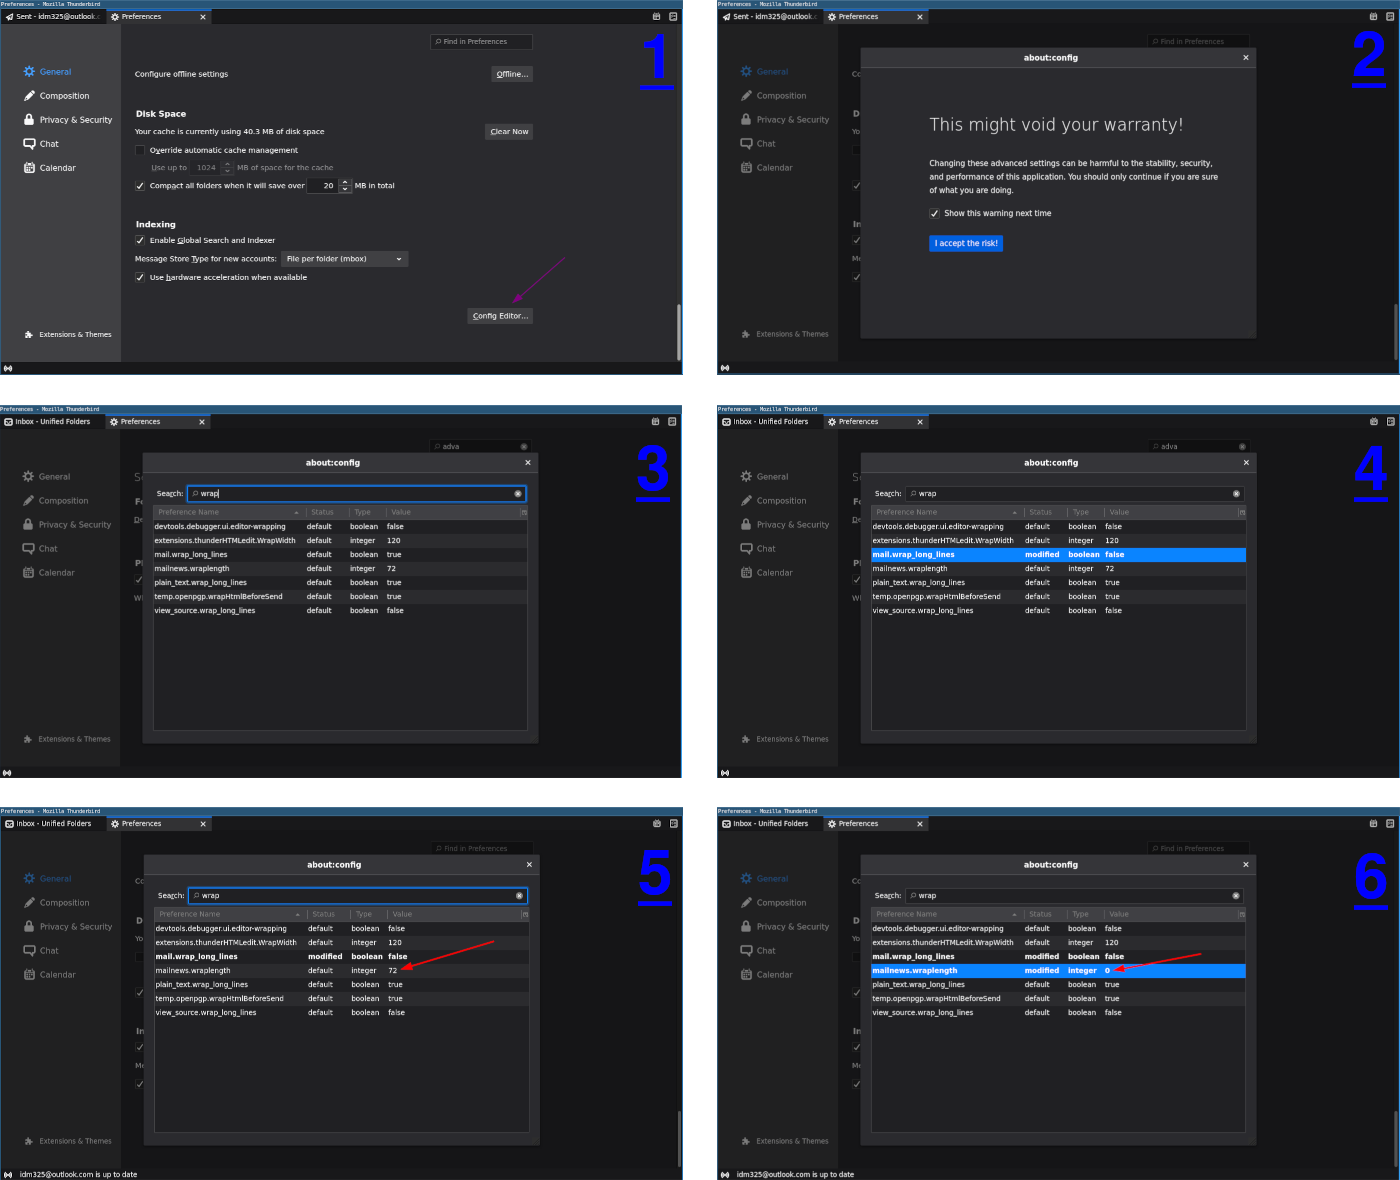 Preferences - Mozilla Thunderbird
Sent - idm325@outlook.c
Preferences
Find in Preferences
1
General
Composition
Privacy & Security
Chat
Calendar
Extensions & Themes
Configure offline settings
Offline...
Disk Space
Your cache is currently using 40.3 MB of disk space
Clear Now
Override automatic cache management
Use up to 1024 MB of space for the cache
Compact all folders when it will save over 20 MB in total
Indexing
Enable Global Search and Indexer
Message Store Type for new accounts: File per folder (mbox)
Use hardware acceleration when available
Config Editor...
Preferences - Mozilla Thunderbird
Sent - idm325@outlook.c
Preferences
Find in Preferences
2
General
Composition
Privacy & Security
Chat
Calendar
Extensions & Themes
about:config
This might void your warranty!
Changing these advanced settings can be harmful to the stability, security,
and performance of this application. You should only continue if you are sure
of what you are doing.
Show this warning next time
I accept the risk!
Preferences - Mozilla Thunderbird
Inbox - Unified Folders
Preferences
adva
3
General
Composition
Privacy & Security
Chat
Calendar
Extensions & Themes
about:config
Search: wrap
Preference Name Status Type Value
devtools.debugger.ui.editor-wrapping default boolean false
extensions.thunderHTMLedit.WrapWidth default integer 120
mail.wrap_long_lines default boolean true
mailnews.wraplength default integer 72
plain_text.wrap_long_lines default boolean true
temp.openpgp.wrapHtmlBeforeSend default boolean true
view_source.wrap_long_lines default boolean false
Preferences - Mozilla Thunderbird
Inbox - Unified Folders
Preferences
adva
4
General
Composition
Privacy & Security
Chat
Calendar
Extensions & Themes
about:config
Search: wrap
Preference Name Status Type Value
devtools.debugger.ui.editor-wrapping default boolean false
extensions.thunderHTMLedit.WrapWidth default integer 120
mail.wrap_long_lines modified boolean false
mailnews.wraplength default integer 72
plain_text.wrap_long_lines default boolean true
temp.openpgp.wrapHtmlBeforeSend default boolean true
view_source.wrap_long_lines default boolean false
Preferences - Mozilla Thunderbird
Inbox - Unified Folders
Preferences
Find in Preferences
5
General
Composition
Privacy & Security
Chat
Calendar
Extensions & Themes
about:config
Search: wrap
Preference Name Status Type Value
devtools.debugger.ui.editor-wrapping default boolean false
extensions.thunderHTMLedit.WrapWidth default integer 120
mail.wrap_long_lines modified boolean false
mailnews.wraplength default integer 72
plain_text.wrap_long_lines default boolean true
temp.openpgp.wrapHtmlBeforeSend default boolean true
view_source.wrap_long_lines default boolean false
idm325@outlook.com is up to date
Preferences - Mozilla Thunderbird
Inbox - Unified Folders
Preferences
Find in Preferences
6
General
Composition
Privacy & Security
Chat
Calendar
Extensions & Themes
about:config
Search: wrap
Preference Name Status Type Value
devtools.debugger.ui.editor-wrapping default boolean false
extensions.thunderHTMLedit.WrapWidth default integer 120
mail.wrap_long_lines modified boolean false
mailnews.wraplength modified integer 0
plain_text.wrap_long_lines default boolean true
temp.openpgp.wrapHtmlBeforeSend default boolean true
view_source.wrap_long_lines default boolean false
idm325@outlook.com is up to date